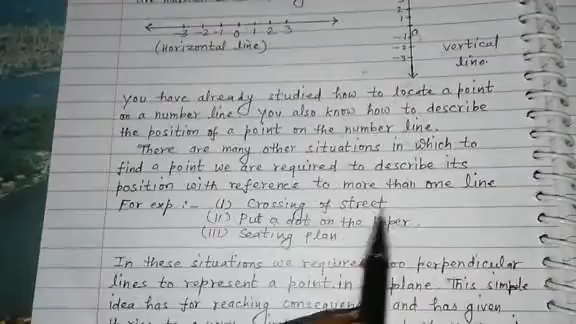 -3 -2 -1 0 1 2 3
(Horizontal line)
2
1
0
-1
-2
-3
vertical
line.
You have already studied how to locate a point
on a number line. You also know how to describe
the position of a point on the number line.
There are many other situations in which to
find a point we are required to describe its
position with reference to more than one line
For exp :- (I) Crossing of street
(II) Put a dot on the per.
(III) Seating plan
In these situations we require perpendicular
lines to represent a point in plane. This simple
idea has for reaching consequen and has given